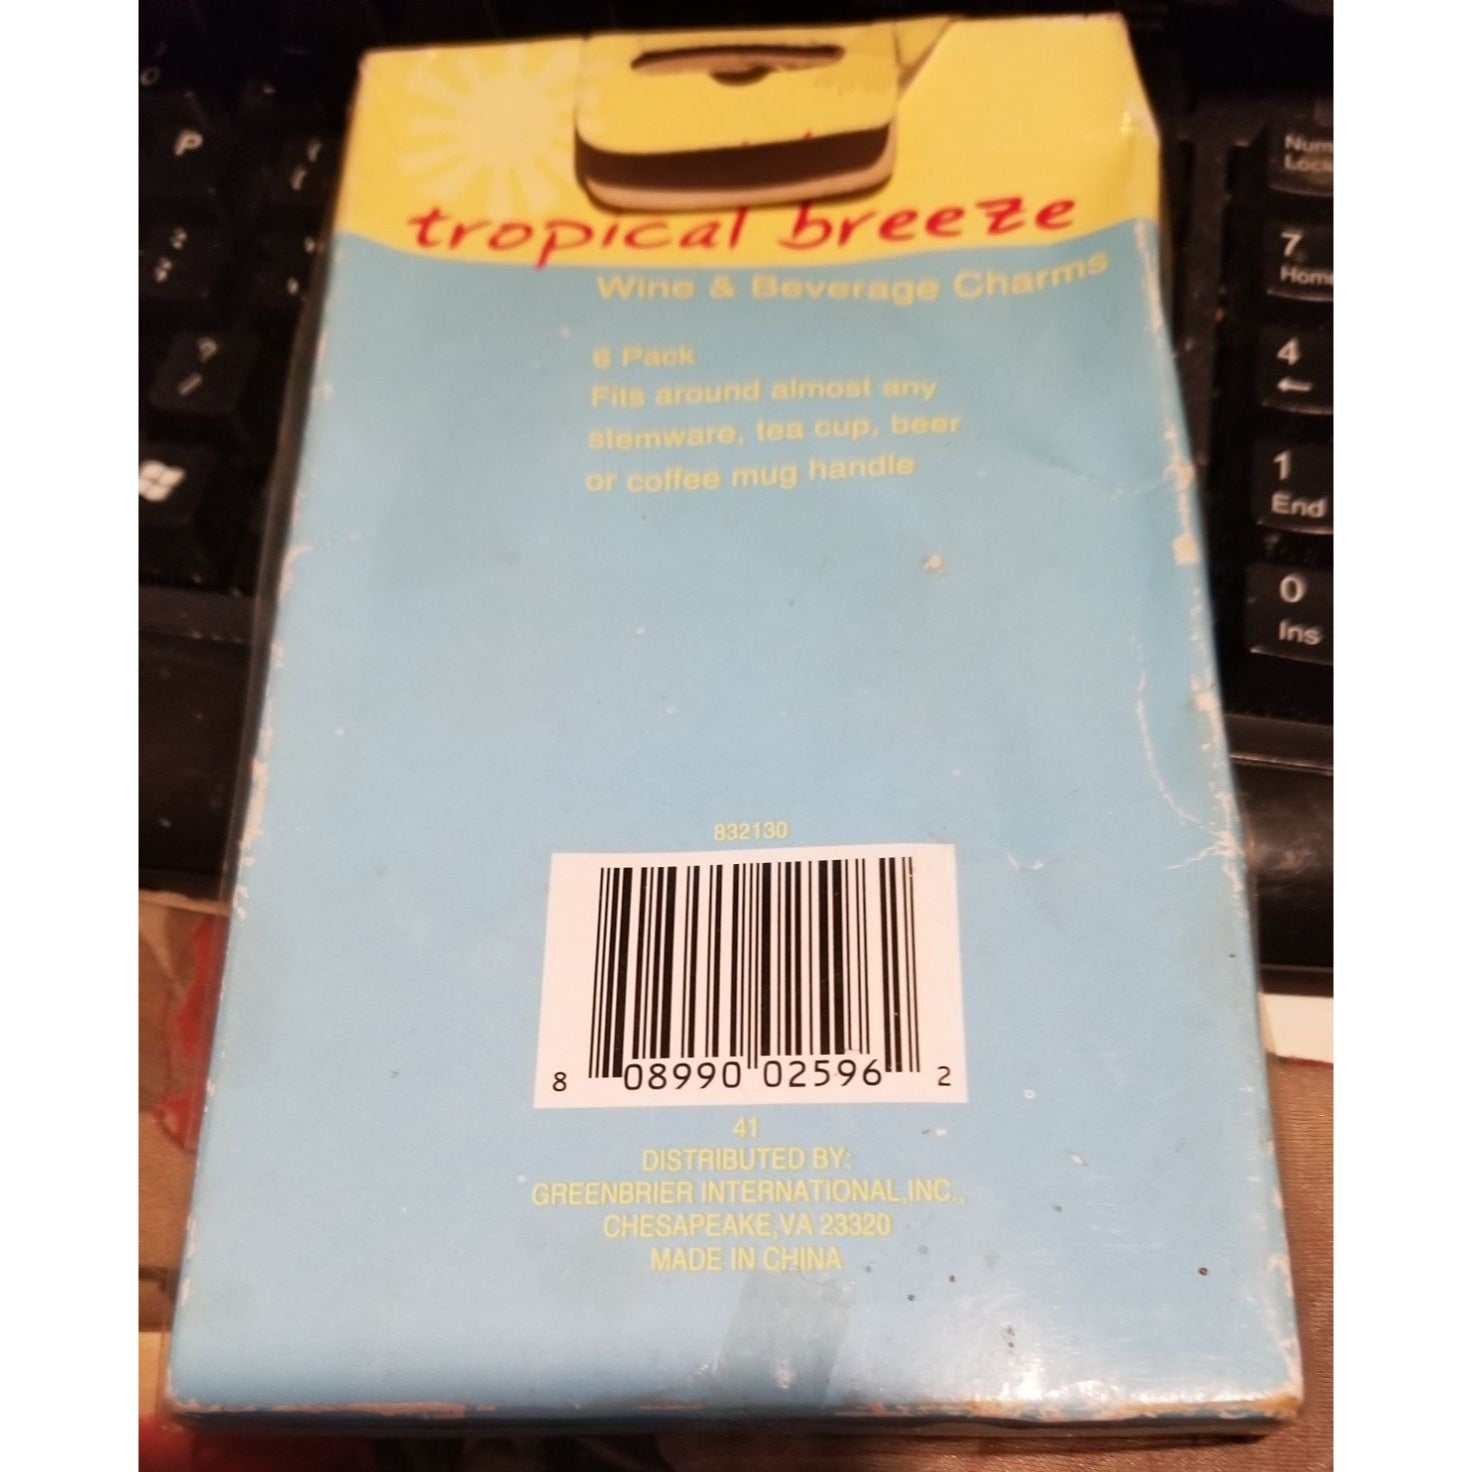 tropical breeze
Wine & Beverage Charms
6 Pack
Fits around almost any
stemware, tea cup, beer
or coffee mug handle
832130
8 08990 02596 2
41
DISTRIBUTED BY:
GREENBRIER INTERNATIONAL,INC.,
CHESAPEAKE,VA 23320
MADE IN CHINA
P
?
/
Num
Lock
7
Home
4
←
1
End
0
Ins